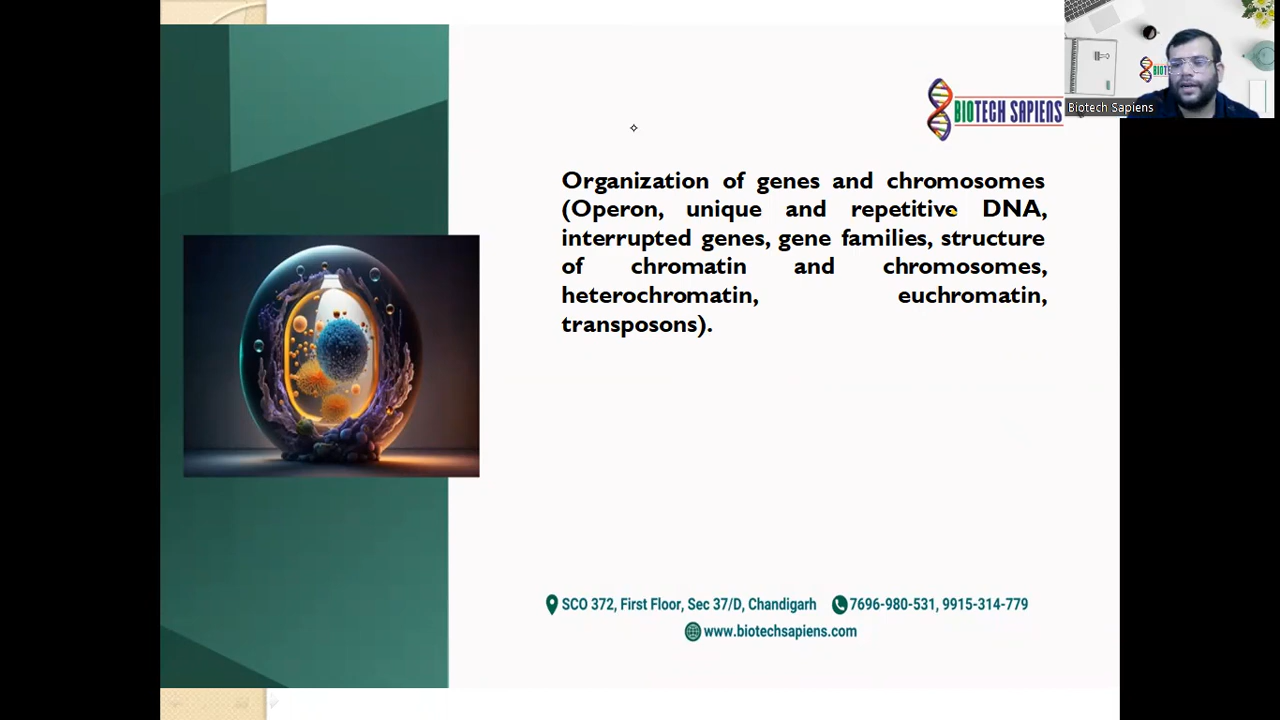 BIOTECH SAPIENS
Biotech Sapiens
Organization of genes and chromosomes
(Operon, unique and repetitive DNA,
interrupted genes, gene families, structure
of chromatin and chromosomes,
heterochromatin, euchromatin,
transposons).
SCO 372, First Floor, Sec 37/D, Chandigarh 7696-980-531, 9915-314-779
www.biotechsapiens.com